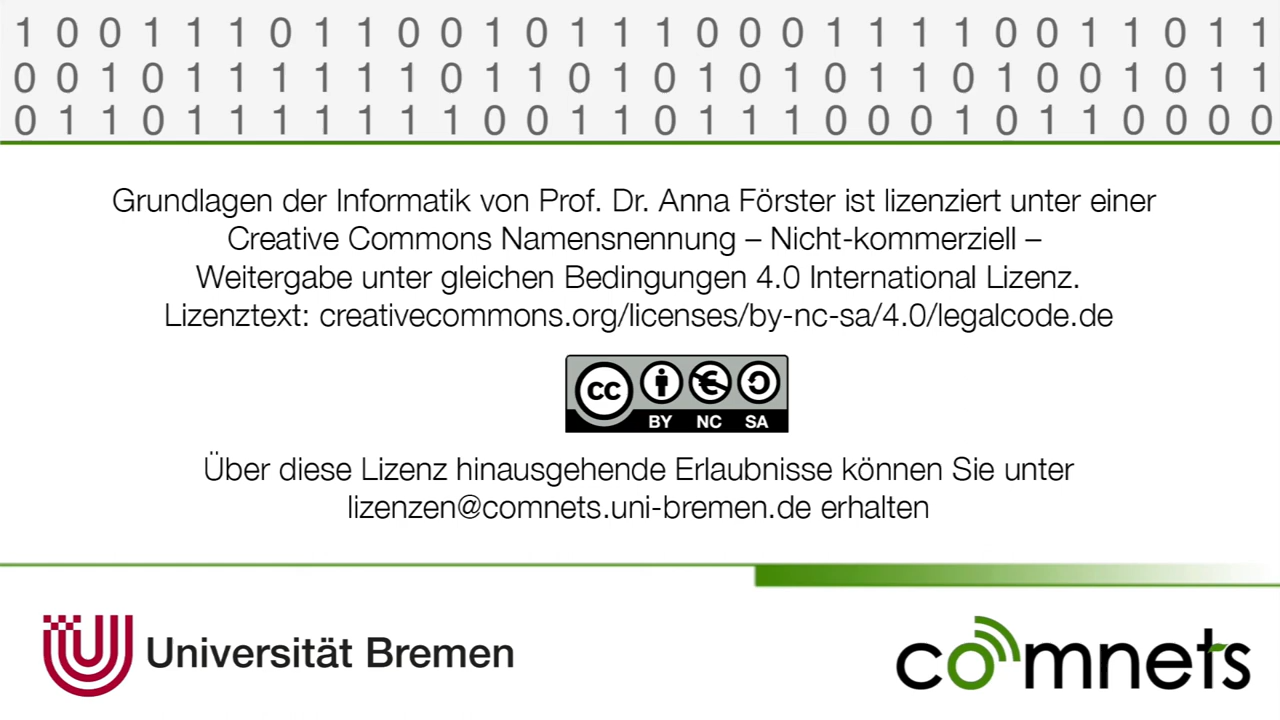 1 0 0 1 1 1 0 1 1 0 0 1 0 1 1 1 0 0 0 1 1 1 1 0 0 1 1 0 1 1
0 0 1 0 1 1 1 1 1 1 0 1 1 0 1 0 1 0 1 0 1 1 0 1 0 0 1 0 1 1
0 1 1 0 1 1 1 1 1 1 1 0 0 1 1 0 1 1 1 0 0 0 1 0 1 1 0 0 0 0
Grundlagen der Informatik von Prof. Dr. Anna Förster ist lizenziert unter einer
Creative Commons Namensnennung – Nicht-kommerziell –
Weitergabe unter gleichen Bedingungen 4.0 International Lizenz.
Lizenztext: creativecommons.org/licenses/by-nc-sa/4.0/legalcode.de
cc BY NC SA
Über diese Lizenz hinausgehende Erlaubnisse können Sie unter
lizenzen@comnets.uni-bremen.de erhalten
Universität Bremen
comnets